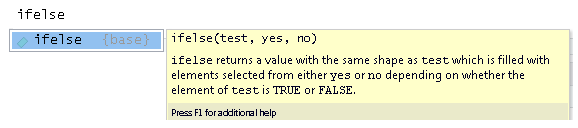 ifelse
ifelse {base}
ifelse(test, yes, no)
ifelse returns a value with the same shape as test which is filled with
elements selected from either yes or no depending on whether the
element of test is TRUE or FALSE.
Press F1 for additional help